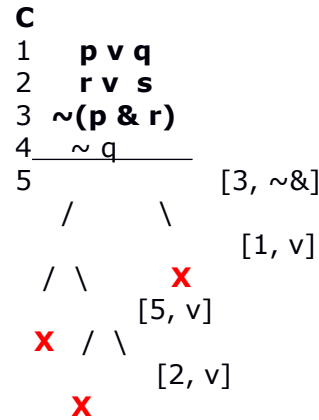 C
1 p v q
2 r v s
3 ~(p & r)
4 ~ q
5 [3, ~&]
/ \
[1, v]
/ \ X
[5, v]
X / \
[2, v]
X